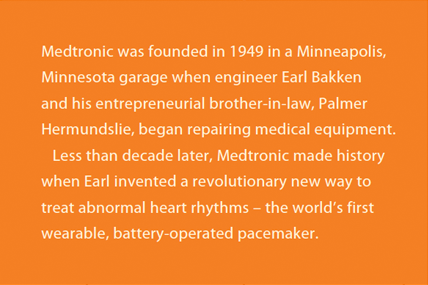 Medtronic was founded in 1949 in a Minneapolis,
Minnesota garage when engineer Earl Bakken
and his entrepreneurial brother-in-law, Palmer
Hermundslie, began repairing medical equipment.
Less than decade later, Medtronic made history
when Earl invented a revolutionary new way to
treat abnormal heart rhythms – the world’s first
wearable, battery-operated pacemaker.